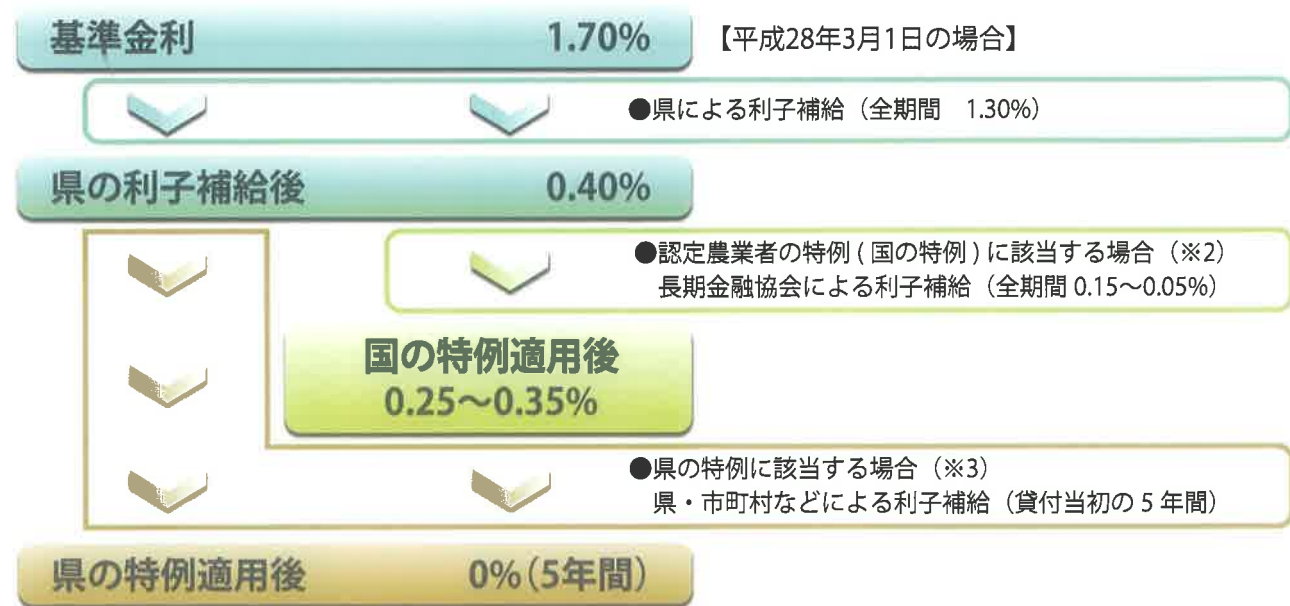 基準金利 1.70% 【平成28年3月1日の場合】
●県による利子補給（全期間　1.30%）
県の利子補給後 0.40%
●認定農業者の特例 ( 国の特例 ) に該当する場合（※2）
長期金融協会による利子補給（全期間 0.15～0.05%）
国の特例適用後
0.25～0.35%
●県の特例に該当する場合（※3）
県・市町村などによる利子補給（貸付当初の 5 年間）
県の特例適用後 0%（5年間）